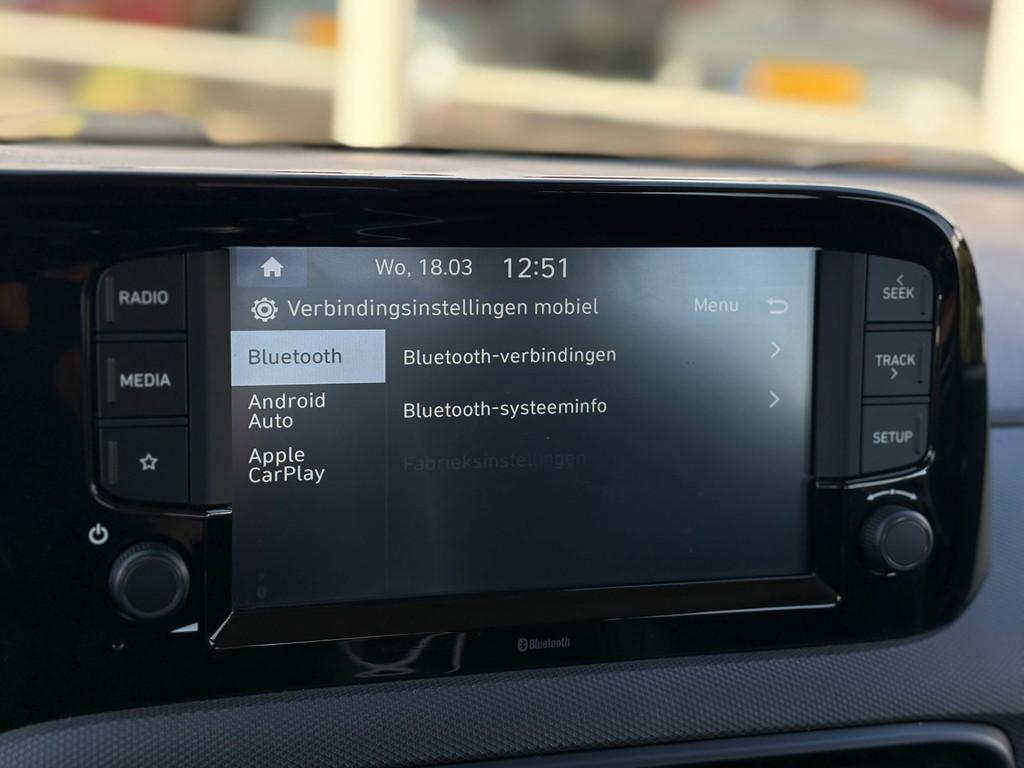 Wo, 18.03 12:51
Verbindingsinstellingen mobiel Menu
RADIO
MEDIA
Bluetooth
Android
Auto
Apple
CarPlay
Bluetooth-verbindingen
Bluetooth-systeeminfo
Fabrieksinstellingen
SEEK
TRACK
SETUP
Bluetooth